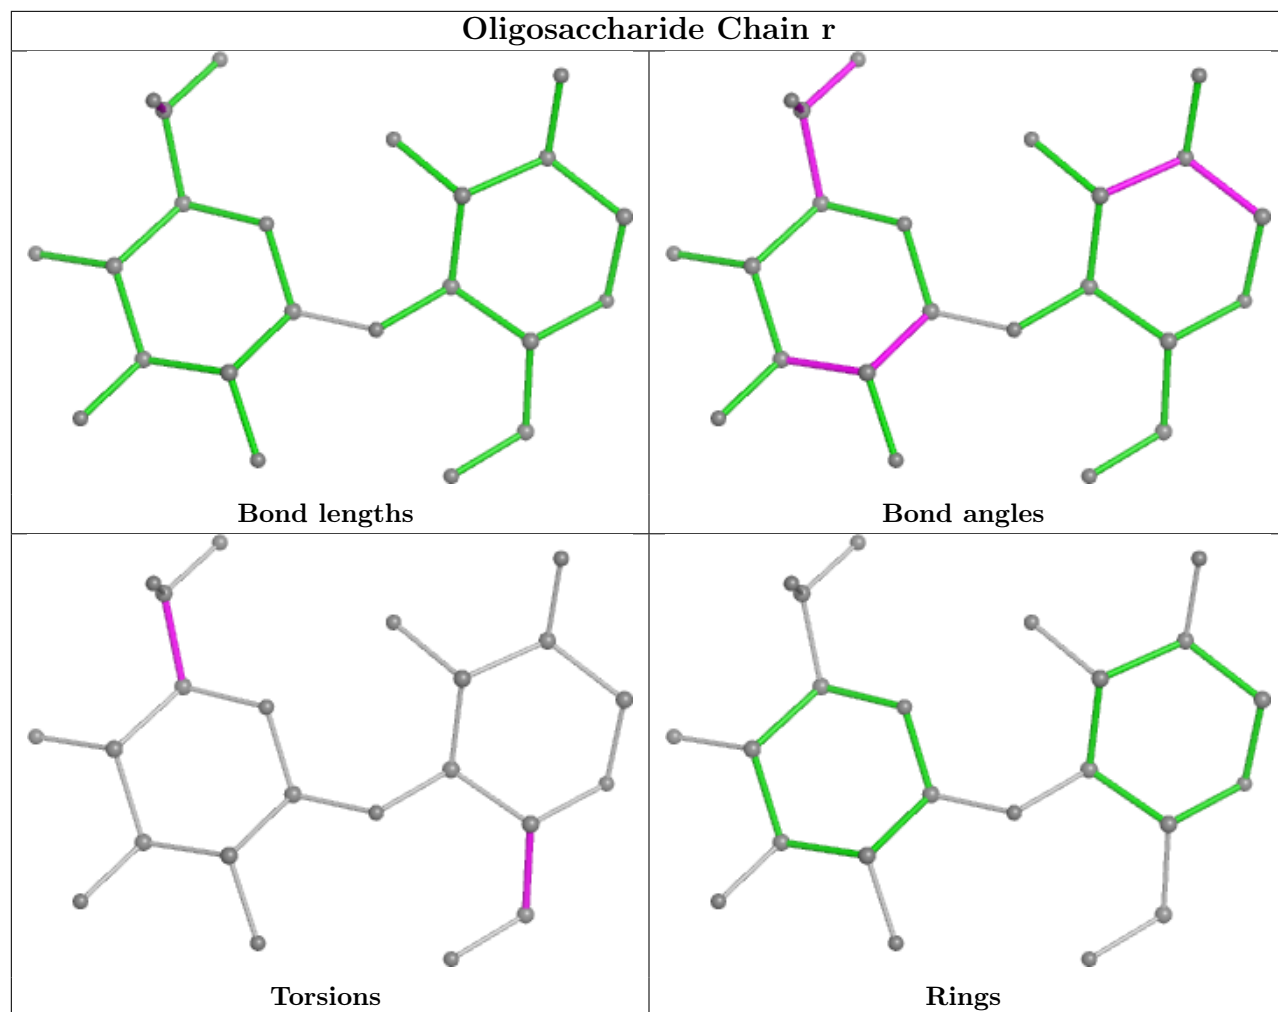 Oligosaccharide Chain r
Bond lengths
Bond angles
Torsions
Rings